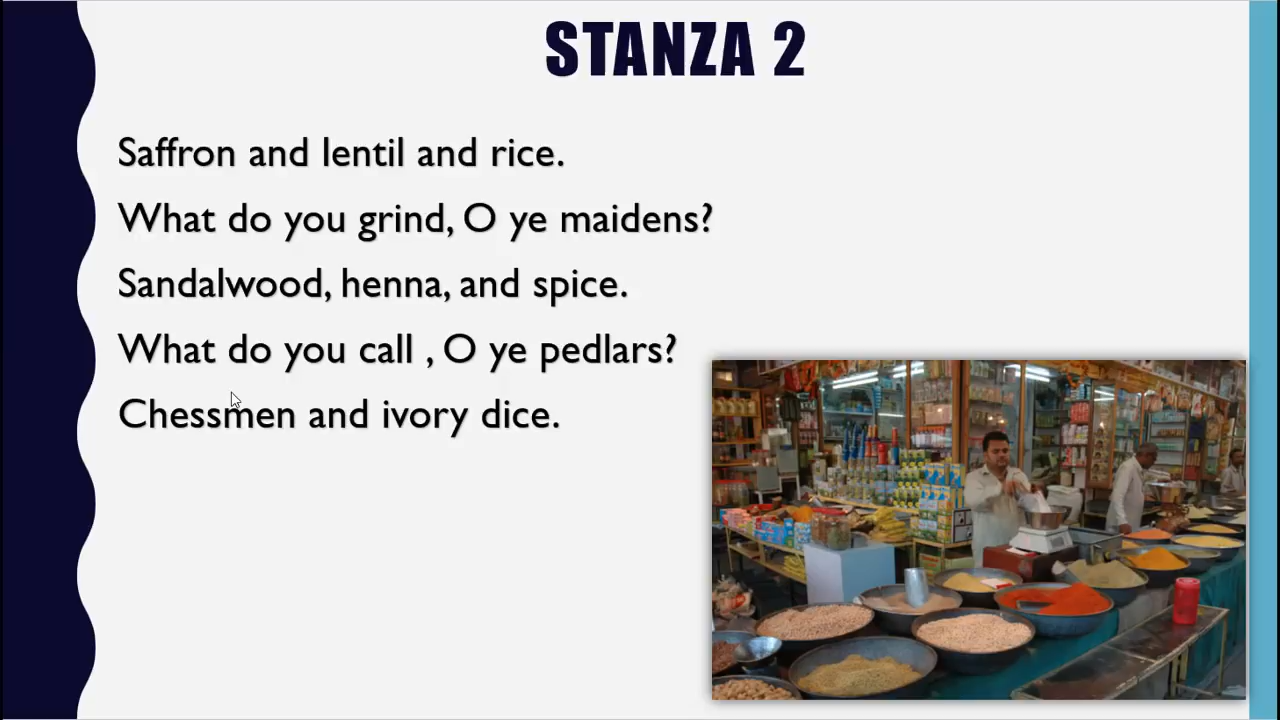 STANZA 2
Saffron and lentil and rice.
What do you grind, O ye maidens?
Sandalwood, henna, and spice.
What do you call , O ye pedlars?
Chessmen and ivory dice.